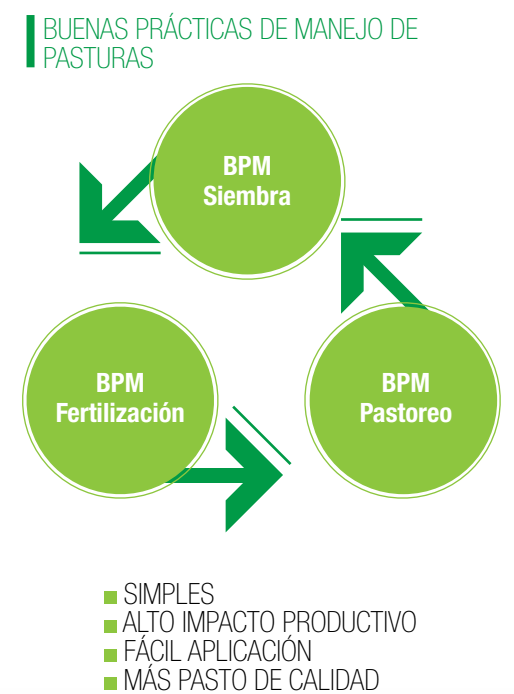 BUENAS PRÁCTICAS DE MANEJO DE
PASTURAS
BPM
Siembra
BPM
Fertilización
BPM
Pastoreo
SIMPLES
ALTO IMPACTO PRODUCTIVO
FÁCIL APLICACIÓN
MÁS PASTO DE CALIDAD